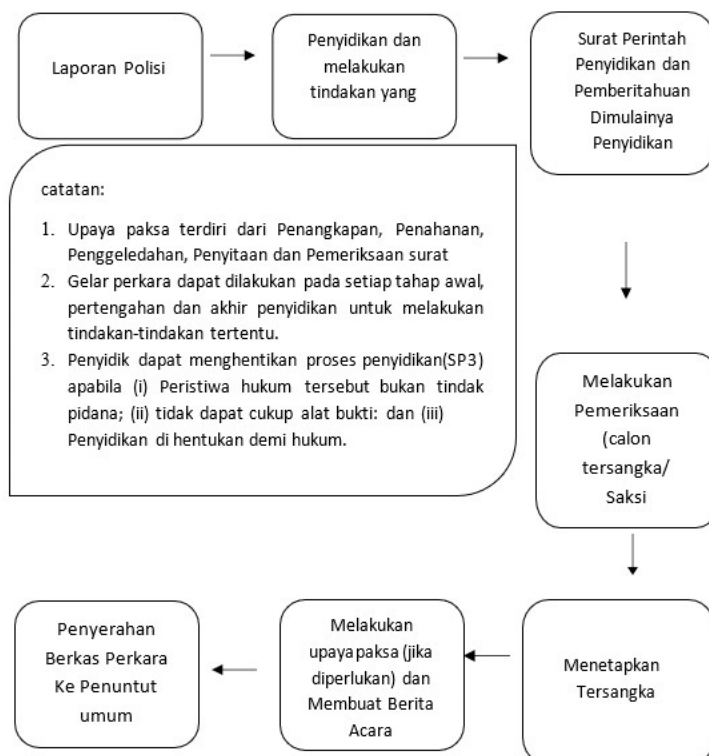 Laporan Polisi
Penyidikan dan
melakukan
tindakan yang
Surat Perintah
Penyidikan dan
Pemberitahuan
Dimulainya
Penyidikan
catatan:
1. Upaya paksa terdiri dari Penangkapan, Penahanan,
Penggeledahan, Penyitaan dan Pemeriksaan surat
2. Gelar perkara dapat dilakukan pada setiap tahap awal,
pertengahan dan akhir penyidikan untuk melakukan
tindakan-tindakan tertentu.
3. Penyidik dapat menghentikan proses penyidikan(SP3)
apabila (i) Peristiwa hukum tersebut bukan tindak
pidana; (ii) tidak dapat cukup alat bukti: dan (iii)
Penyidikan di hentukan demi hukum.
Melakukan
Pemeriksaan
(calon
tersangka/
Saksi
Menetapkan
Tersangka
Melakukan
upaya paksa (jika
diperlukan) dan
Membuat Berita
Acara
Penyerahan
Berkas Perkara
Ke Penuntut
umum